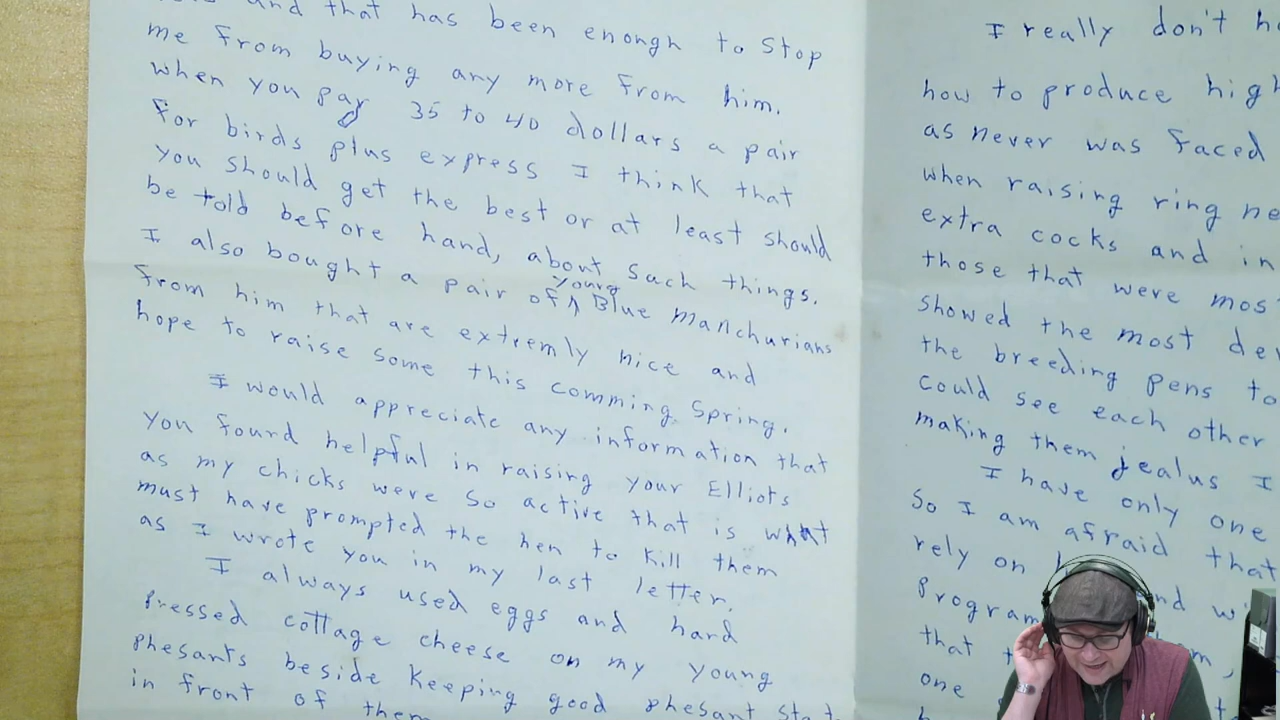 and that has been enongh to stop
me from buying any more from him.
when you pay 35 to 40 dollars a pair
for birds plus express I think that
you should get the best or at least should
be told before hand, about such things.
I also bought a pair of ^ young Blue Manchurians
from him that are extremly nice and
hope to raise some this comming Spring.
I would appreciate any information that
you found helpful in raising your Elliots
as my chicks were so active that is what
must have prompted the hen to kill them
as I wrote you in my last letter.
I always used eggs and hard
pressed cottage cheese on my young
phesants beside keeping good phesant
in front of them
I really don't
how to produce
as never was faced
when raising ring
extra cocks and in
those that were
showed the most
the breeding pens to
could see each other
making them jealus I
I have only one
So I am afraid that
rely on
Program
that
one